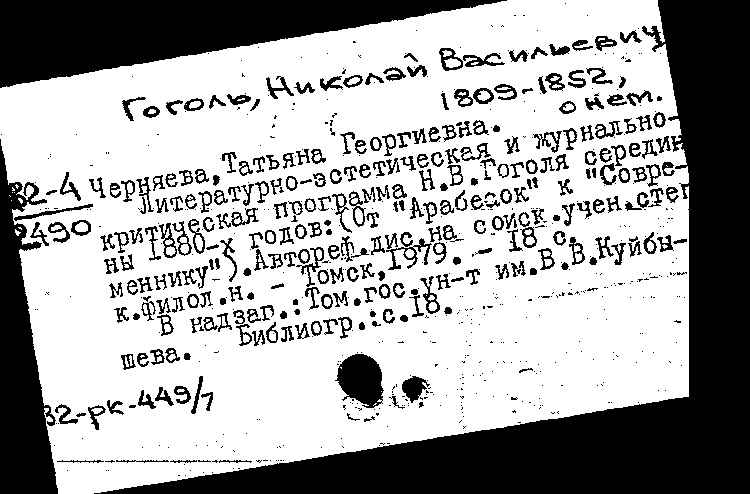 Гоголь, Николай Васильевич
1809-1852,
о нем.
82-4
2490
Черняева, Татьяна Георгиевна.
Литературно-эстетическая и журнально-
критическая программа Н.В.Гоголя середи
ны 1880-х годов: (От "Арабесок" к "Совре-
меннику"). Автореф.дис.на соиск.учен.степ
к.филол.н. - Томск, 1979. - 18 с.
В надзаг.: Том.гос.ун-т им.В.В.Куйбы-
шева. Библиогр.: с.18.
82-рк-449/7